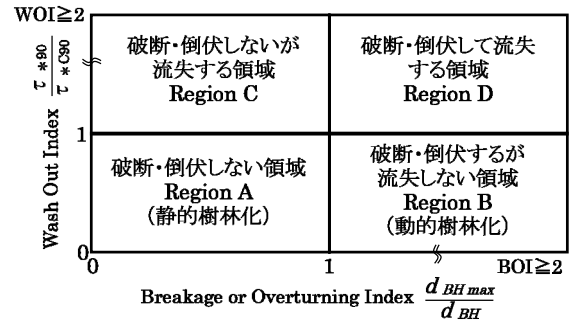 WOI≧2
破断・倒伏しないが
流失する領域
Region C
破断・倒伏して流失
する領域
Region D
Wash Out Index τ *90 / τ *C90
1
破断・倒伏しない領域
Region A
（静的樹林化）
破断・倒伏するが
流失しない領域
Region B
（動的樹林化）
0
0
1
BOI≧2
Breakage or Overturning Index d BH max / d BH